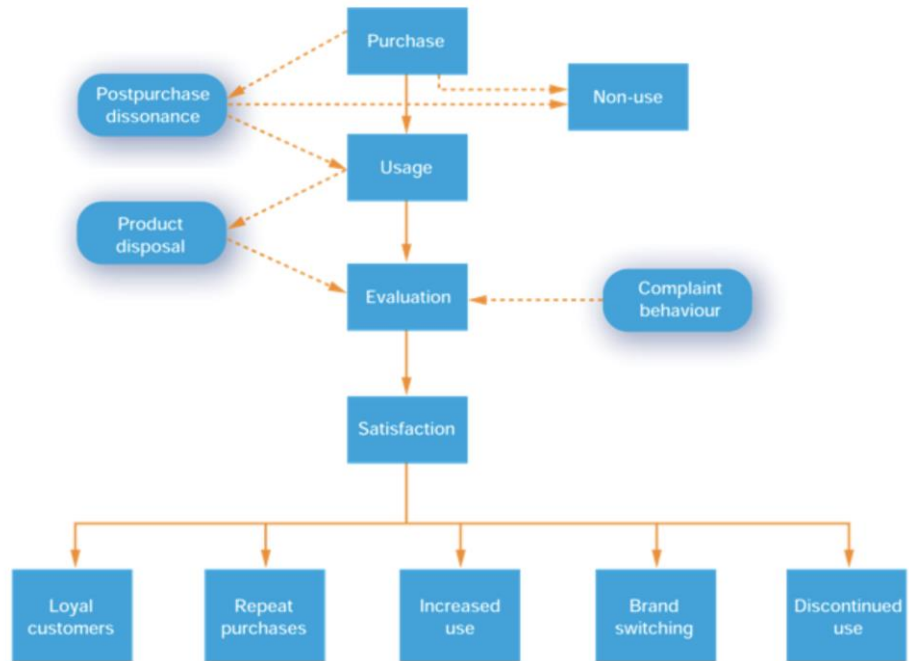 Purchase
Postpurchase
dissonance
Non-use
Usage
Product
disposal
Evaluation
Complaint
behaviour
Satisfaction
Loyal
customers
Repeat
purchases
Increased
use
Brand
switching
Discontinued
use